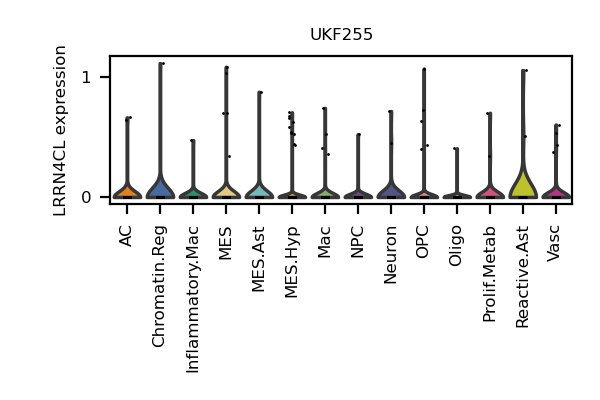 UKF255
LRRN4CL expression
1
0
AC
Chromatin.Reg
Inflammatory.Mac
MES
MES.Ast
MES.Hyp
Mac
NPC
Neuron
OPC
Oligo
Prolif.Metab
Reactive.Ast
Vasc